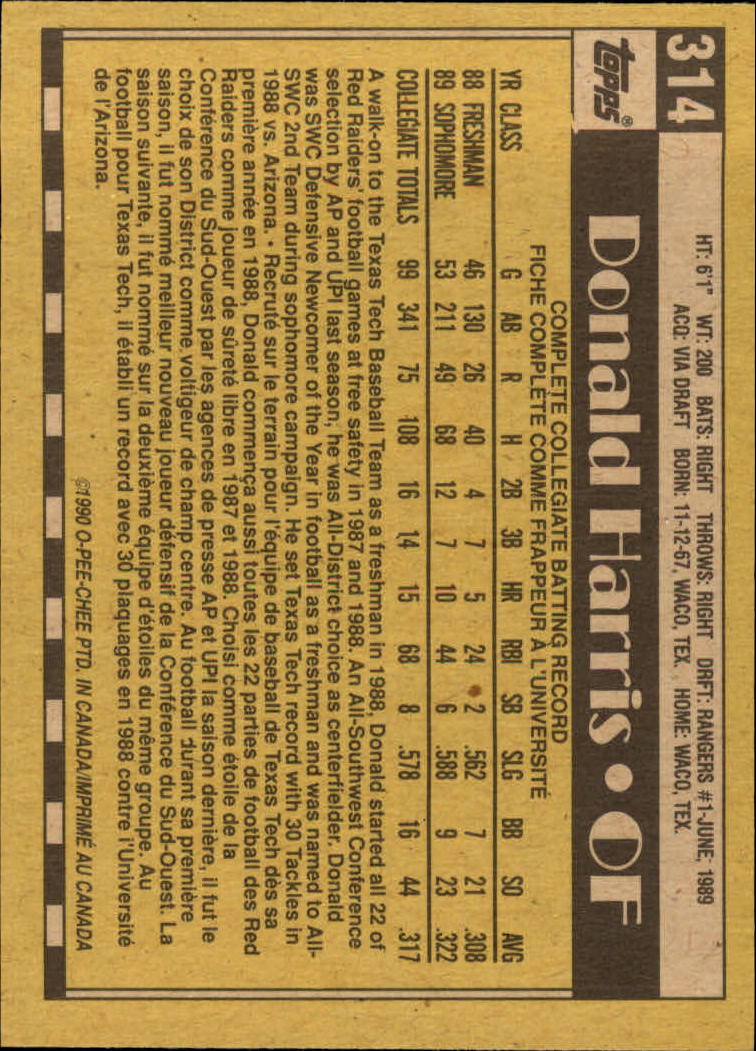 314
HT: 6'1" WT: 200 BATS: RIGHT THROWS: RIGHT DRFT: RANGERS #1-JUNE, 1989
ACQ: VIA DRAFT BORN: 11-12-67, WACO, TEX. HOME: WACO, TEX.
topps®
Donald Harris • OF
COMPLETE COLLEGIATE BATTING RECORD
FICHE COMPLÈTE COMME FRAPPEUR À L'UNIVERSITÉ
YR CLASS G AB R H 2B 3B HR RBI SB SLG BB SO AVG
88 FRESHMAN 46 130 26 40 4 7 5 24 2 .562 7 21 .308
89 SOPHOMORE 53 211 49 68 12 7 10 44 6 .588 9 23 .322
COLLEGIATE TOTALS 99 341 75 108 16 14 15 68 8 .578 16 44 .317
A walk-on to the Texas Tech Baseball Team as a freshman in 1988, Donald started all 22 of
Red Raiders' football games at free safety in 1987 and 1988. An All-Southwest Conference
selection by AP and UPI last season, he was All-District choice as centerfielder. Donald
was SWC Defensive Newcomer of the Year in football as a freshman and was named to All-
SWC 2nd Team during sophomore campaign. He set Texas Tech record with 30 Tackles in
1988 vs. Arizona. • Recruté sur le terrain pour l'équipe de baseball de Texas Tech dès sa
première année en 1988, Donald commença aussi toutes les 22 parties de football des Red
Raiders comme joueur de sûreté libre en 1987 et 1988. Choisi comme étoile de la
Conférence du Sud-Ouest par les agences de presse AP et UPI la saison dernière, il fut le
choix de son District comme voltigeur de champ centre. Au football durant sa première
saison, il fut nommé meilleur nouveau joueur défensif de la Conférence du Sud-Ouest. La
saison suivante, il fut nommé sur la deuxième équipe d'étoiles du même groupe. Au
football pour Texas Tech, il établi un record avec 30 plaquages en 1988 contre l'Université
de l'Arizona.
©1990 O-PEE-CHEE PTD. IN CANADA/IMPRIMÉ AU CANADA